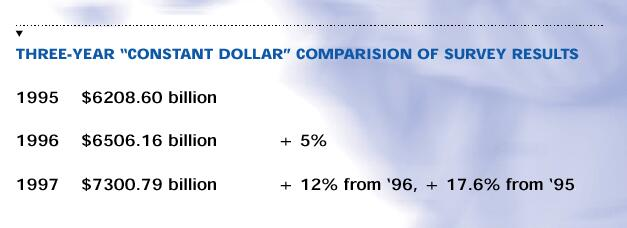 THREE-YEAR “CONSTANT DOLLAR” COMPARISION OF SURVEY RESULTS
1995 $6208.60 billion
1996 $6506.16 billion + 5%
1997 $7300.79 billion + 12% from ‘96, + 17.6% from ‘95